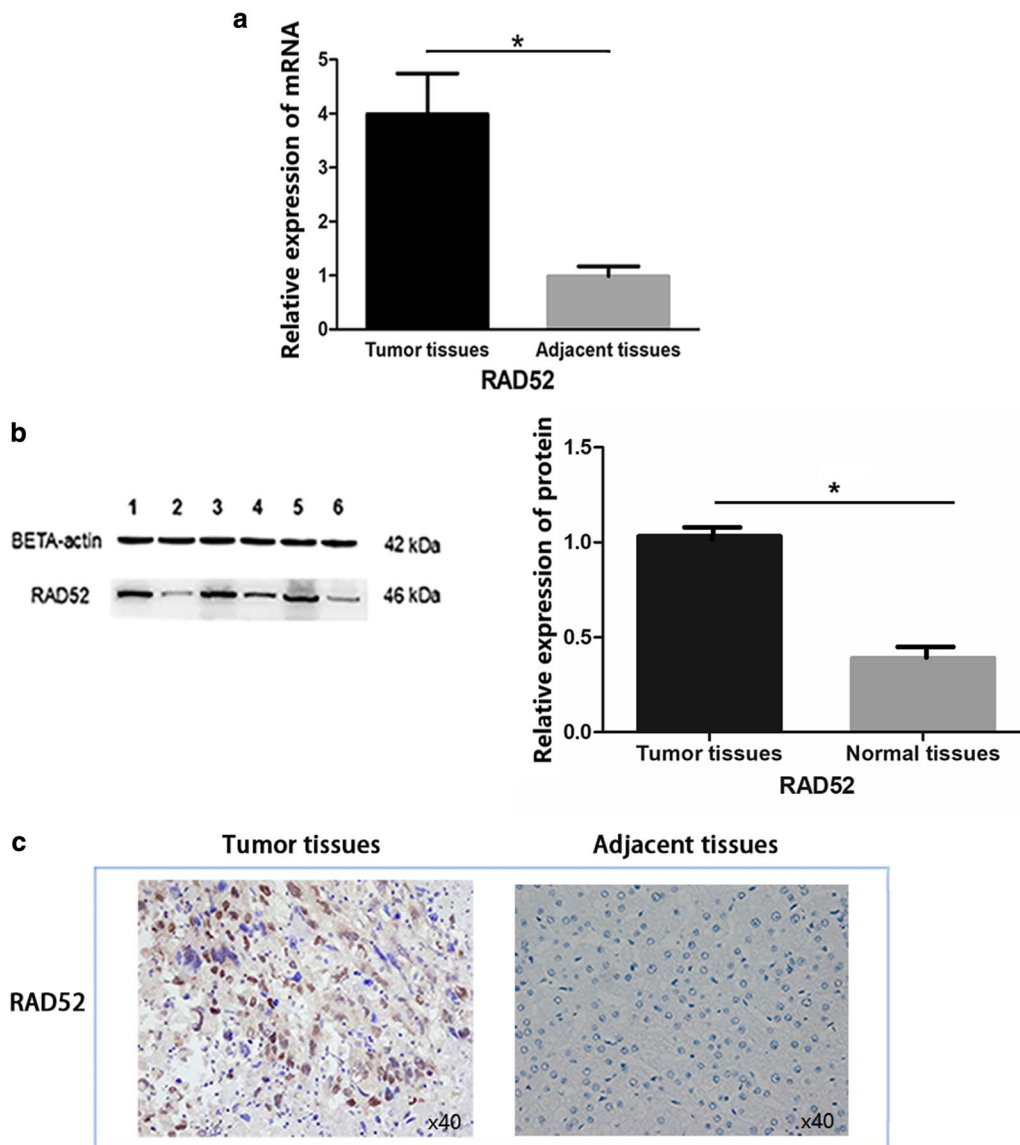 a
*
Relative expression of mRNA
5
4
3
2
1
0
Tumor tissues Adjacent tissues
RAD52
b
1 2 3 4 5 6
BETA-actin 42 kDa
RAD52 46 kDa
*
Relative expression of protein
1.5
1.0
0.5
0.0
Tumor tissues Normal tissues
RAD52
c
Tumor tissues Adjacent tissues
RAD52
x40 x40